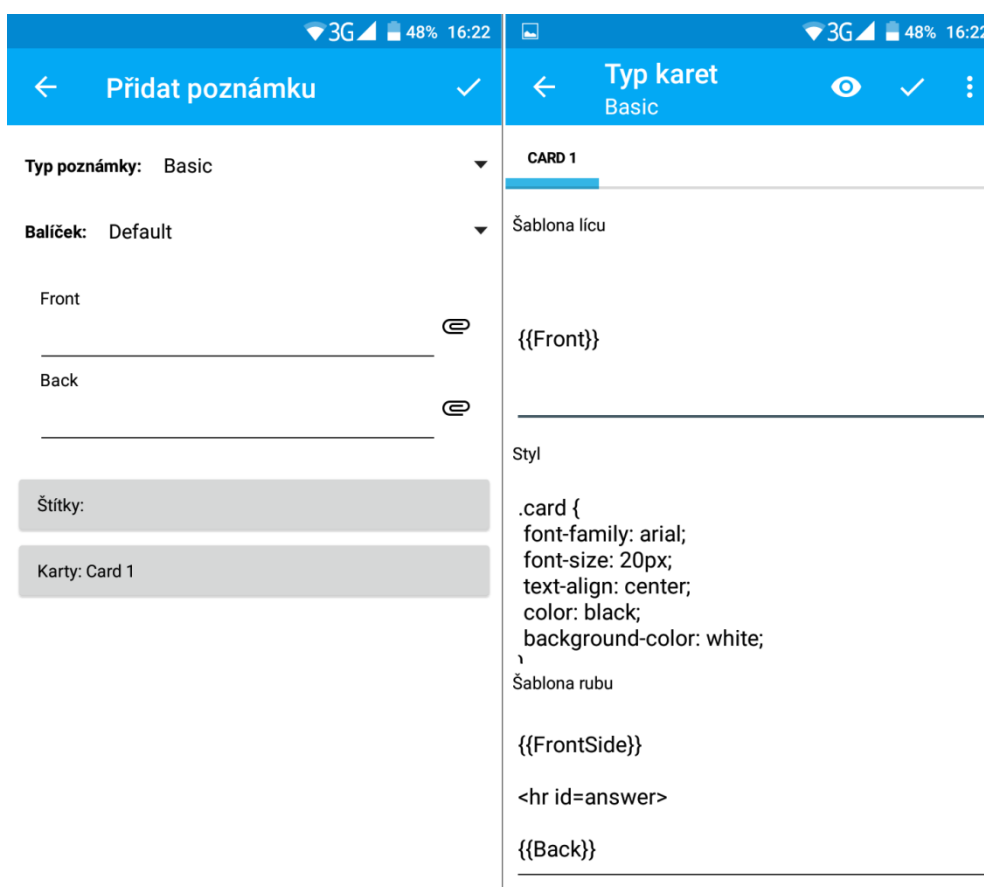 3G 48% 16:22
Přidat poznámku
Typ poznámky: Basic
Balíček: Default
Front
Back
Štítky:
Karty: Card 1
3G 48% 16:22
Typ karet
Basic
CARD 1
Šablona lícu
{{Front}}
Styl
.card {
font-family: arial;
font-size: 20px;
text-align: center;
color: black;
background-color: white;
}
Šablona rubu
{{FrontSide}}
<hr id=answer>
{{Back}}